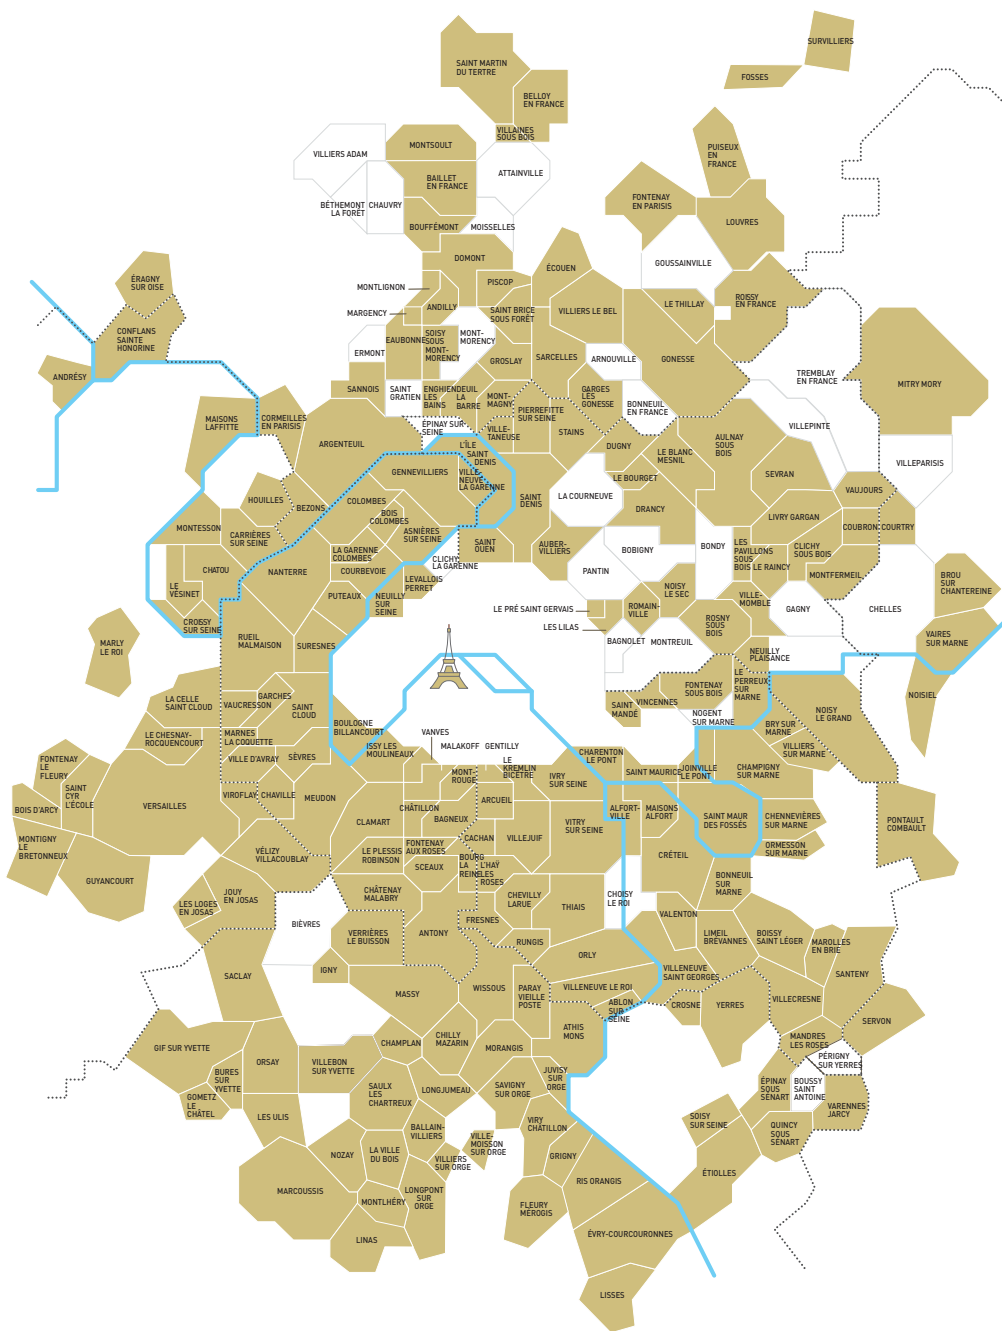 SURVILLIERS
SAINT MARTIN
DU TERTRE
FOSSES
BELLOY
EN FRANCE
VILLAINES
SOUS BOIS
MONTSOULT
VILLIERS ADAM
PUISEUX
EN
FRANCE
ATTAINVILLE
BAILLET
EN FRANCE
BÉTHEMONT
LA FORÊT
CHAUVRY
FONTENAY
EN PARISIS
LOUVRES
BOUFFÉMONT
MOISSELLES
DOMONT
GOUSSAINVILLE
ÉCOUEN
ÉRAGNY
SUR OISE
PISCOP
MONTLIGNON
ROISSY
EN FRANCE
LE THILLAY
ANDILLY
MARGENCY
SAINT BRICE
SOUS FORÊT
VILLIERS LE BEL
CONFLANS
SAINTE
HONORINE
EAUBONNE
SOISY
SOUS
MONT-
MORENCY
MONT-
MORENCY
ERMONT
GROSLAY
SARCELLES
ARNOUVILLE
GONESSE
TREMBLAY
EN FRANCE
ANDRÉSY
MITRY MORY
SANNOIS
SAINT
GRATIEN
ENGHIEN
LES
BAINS
DEUIL
LA
BARRE
MONT-
MAGNY
GARGES
LES
GONESSE
BONNEUIL
EN FRANCE
MAISONS
LAFFITTE
CORMEILLES
EN PARISIS
PIERREFITTE
SUR SEINE
ÉPINAY SUR
SEINE
VILLE-
TANEUSE
STAINS
VILLEPINTE
ARGENTEUIL
L'ÎLE
SAINT
DENIS
DUGNY
LE BLANC
MESNIL
AULNAY
SOUS
BOIS
VILLEPARISIS
GENNEVILLIERS
VILLE-
NEUVE
LA GARENNE
LE BOURGET
SEVRAN
VAUJOURS
HOUILLES
BEZONS
COLOMBES
SAINT
DENIS
LA COURNEUVE
DRANCY
BOIS
COLOMBES
LIVRY GARGAN
MONTESSON
CARRIÈRES
SUR SEINE
ASNIÈRES
SUR SEINE
SAINT
OUEN
AUBER-
VILLIERS
BOBIGNY
BONDY
LES
PAVILLONS
SOUS
BOIS
CLICHY
SOUS BOIS
COUBRON
COURTRY
LA GARENNE
COLOMBES
CLICHY
LA GARENNE
CHATOU
NANTERRE
COURBEVOIE
PANTIN
LE RAINCY
MONTFERMEIL
BROU
SUR
CHANTEREINE
LE
VÉSINET
PUTEAUX
NEUILLY
SUR
SEINE
LEVALLOIS
PERRET
NOISY
LE SEC
VILLE-
MOMBLE
GAGNY
CHELLES
LE PRÉ SAINT GERVAIS
ROMAIN-
VILLE
CROSSY
SUR SEINE
LES LILAS
ROSNY
SOUS
BOIS
VAIRES
SUR MARNE
MARLY
LE ROI
RUEIL
MALMAISON
SURESNES
BAGNOLET
MONTREUIL
NEUILLY
PLAISANCE
LE
PERREUX
SUR
MARNE
FONTENAY
SOUS BOIS
NOISIEL
LA CELLE
SAINT CLOUD
VAUCRESSON
GARCHES
SAINT
CLOUD
SAINT
MANDÉ
VINCENNES
NOISY
LE GRAND
NOGENT
SUR MARNE
BOULOGNE
BILLANCOURT
BRY SUR
MARNE
LE CHESNAY-
ROCQUENCOURT
MARNES
LA COQUETTE
VANVES
ISSY LES
MOULINEAUX
MALAKOFF
GENTILLY
VILLIERS
SUR MARNE
FONTENAY
LE
FLEURY
VILLE D'AVRAY
SÈVRES
CHARENTON
LE PONT
LE
KREMLIN
BICÊTRE
MONT-
ROUGE
IVRY
SUR SEINE
SAINT MAURICE
JOINVILLE
LE PONT
CHAMPIGNY
SUR MARNE
SAINT
CYR
L'ÉCOLE
VIROFLAY
CHAVILLE
MEUDON
BOIS D'ARCY
VERSAILLES
CHÂTILLON
ARCUEIL
ALFORT-
VILLE
MAISONS
ALFORT
SAINT MAUR
DES FOSSÉS
CHENNEVIÈRES
SUR MARNE
PONTAULT
COMBAULT
CLAMART
BAGNEUX
VITRY
SUR SEINE
MONTIGNY
LE
BRETONNEUX
CACHAN
VILLEJUIF
FONTENAY
AUX ROSES
ORMESSON
SUR MARNE
VÉLIZY
VILLACOUBLAY
LE PLESSIS
ROBINSON
CRÉTEIL
SCEAUX
BOURG
LA
REINE
L'HAŸ
LES
ROSES
BONNEUIL
SUR
MARNE
GUYANCOURT
CHÂTENAY
MALABRY
CHEVILLY
LARUE
THIAIS
CHOISY
LE ROI
JOUY
EN JOSAS
LES LOGES
EN JOSAS
VALENTON
BIÈVRES
FRESNES
VERRIÈRES
LE BUISSON
ANTONY
LIMEIL
BRÉVANNES
BOISSY
SAINT LÉGER
MAROLLES
EN BRIE
RUNGIS
ORLY
SACLAY
IGNY
VILLENEUVE
SAINT GEORGES
SANTENY
MASSY
WISSOUS
PARAY
VIEILLE
POSTE
VILLENEUVE LE ROI
ABLON
SUR
SEINE
CROSNE
YERRES
VILLECRESNE
SERVON
ATHIS
MONS
GIF SUR YVETTE
CHAMPLAN
CHILLY
MAZARIN
MORANGIS
MANDRES
LES ROSES
PÉRIGNY
SUR YERRES
ORSAY
VILLEBON
SUR YVETTE
JUVISY
SUR
ORGE
BURES
SUR
YVETTE
SAULX
LES
CHARTREUX
LONGJUMEAU
SAVIGNY
SUR ORGE
ÉPINAY
SOUS
SÉNART
BOUSSY
SAINT
ANTOINE
GOMETZ
LE
CHÂTEL
LES ULIS
VARENNES
JARCY
SOISY
SUR SEINE
BALLAIN-
VILLIERS
VIRY
CHATILLON
QUINCY
SOUS
SÉNART
VILLE-
MOISSON
SUR ORGE
NOZAY
LA VILLE
DU BOIS
VILLIERS
SUR ORGE
GRIGNY
ÉTIOLLES
MARCOUSSIS
RIS ORANGIS
LONGPONT
SUR
ORGE
MONTLHÉRY
FLEURY
MÉROGIS
LINAS
ÉVRY-COURCOURONNES
LISSES